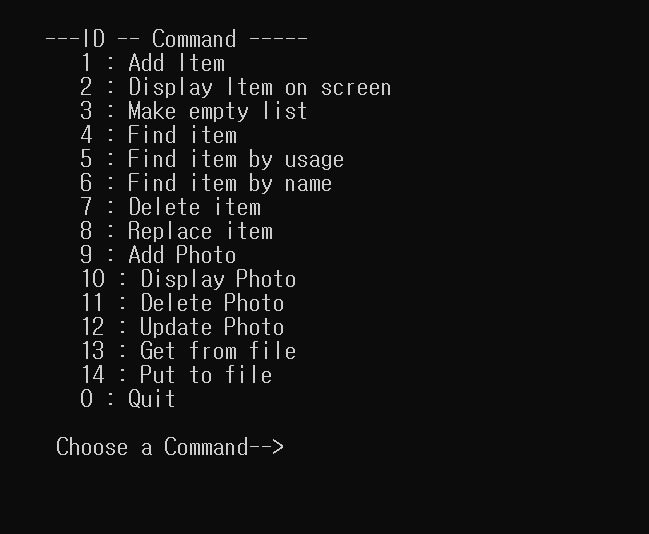 ---ID -- Command -----
1 : Add Item
2 : Display Item on screen
3 : Make empty list
4 : Find item
5 : Find item by usage
6 : Find item by name
7 : Delete item
8 : Replace item
9 : Add Photo
10 : Display Photo
11 : Delete Photo
12 : Update Photo
13 : Get from file
14 : Put to file
0 : Quit
Choose a Command-->